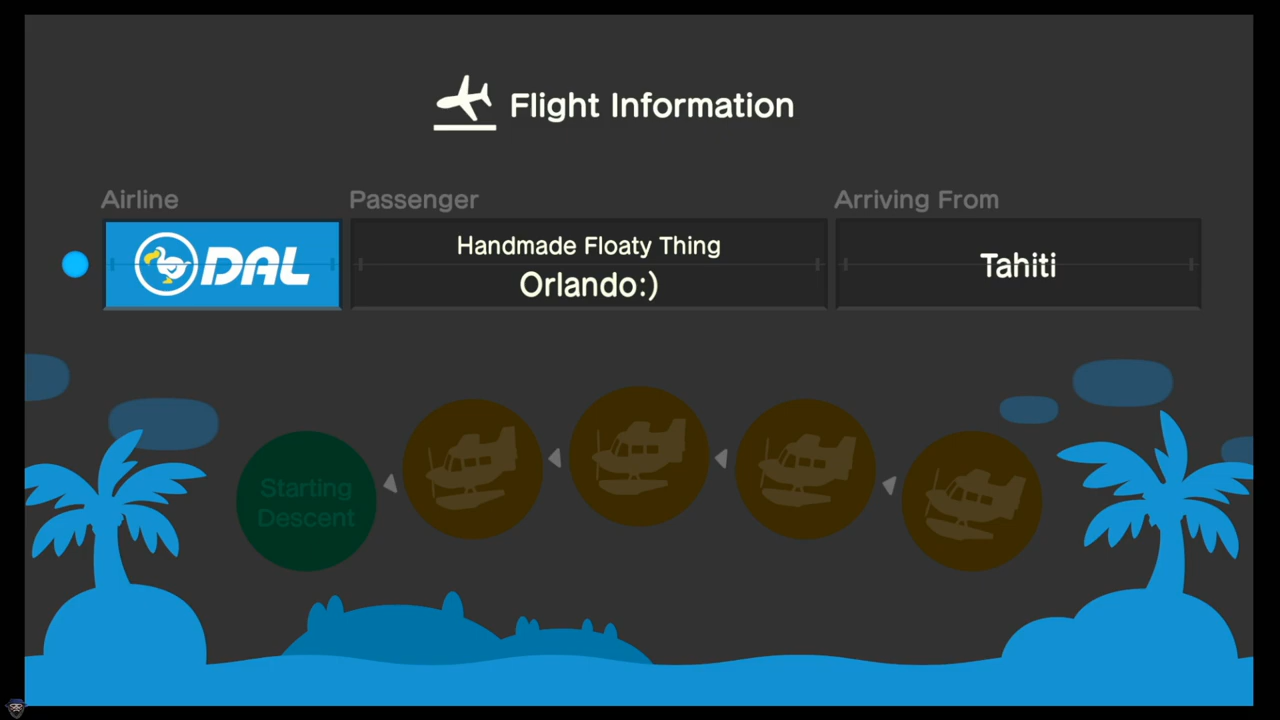 Flight Information
Airline
Passenger
Arriving From
DAL
Handmade Floaty Thing
Orlando:)
Tahiti
Starting
Descent